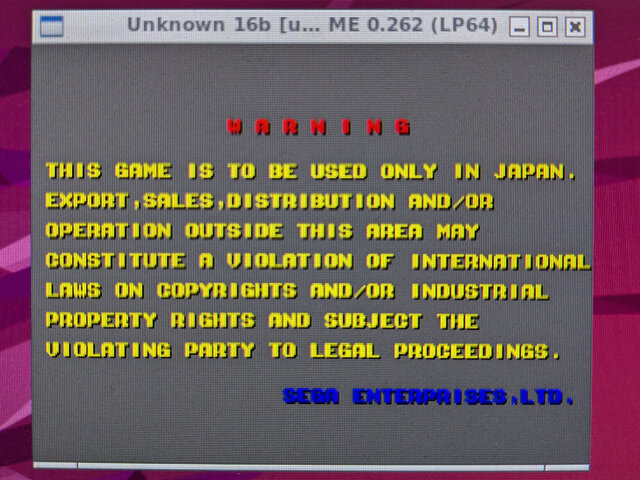 Unknown 16b [u... ME 0.262 (LP64)
WARNING
THIS GAME IS TO BE USED ONLY IN JAPAN.
EXPORT,SALES,DISTRIBUTION AND/OR
OPERATION OUTSIDE THIS AREA MAY
CONSTITUTE A VIOLATION OF INTERNATIONAL
LAWS ON COPYRIGHTS AND/OR INDUSTRIAL
PROPERTY RIGHTS AND SUBJECT THE
VIOLATING PARTY TO LEGAL PROCEEDINGS.
SEGA ENTERPRISES,LTD.